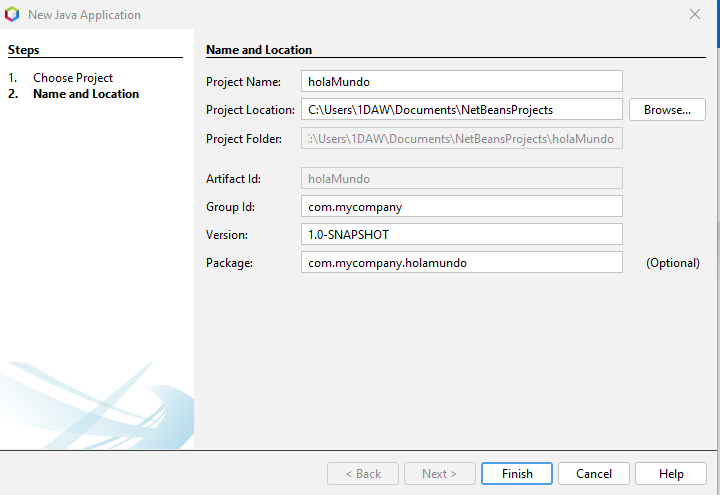 New Java Application
Steps
1. Choose Project
2. Name and Location
Name and Location
Project Name: holaMundo
Project Location: C:\Users\1DAW\Documents\NetBeansProjects Browse...
Project Folder: :\Users\1DAW\Documents\NetBeansProjects\holaMundo
Artifact Id: holaMundo
Group Id: com.mycompany
Version: 1.0-SNAPSHOT
Package: com.mycompany.holamundo (Optional)
< Back Next > Finish Cancel Help